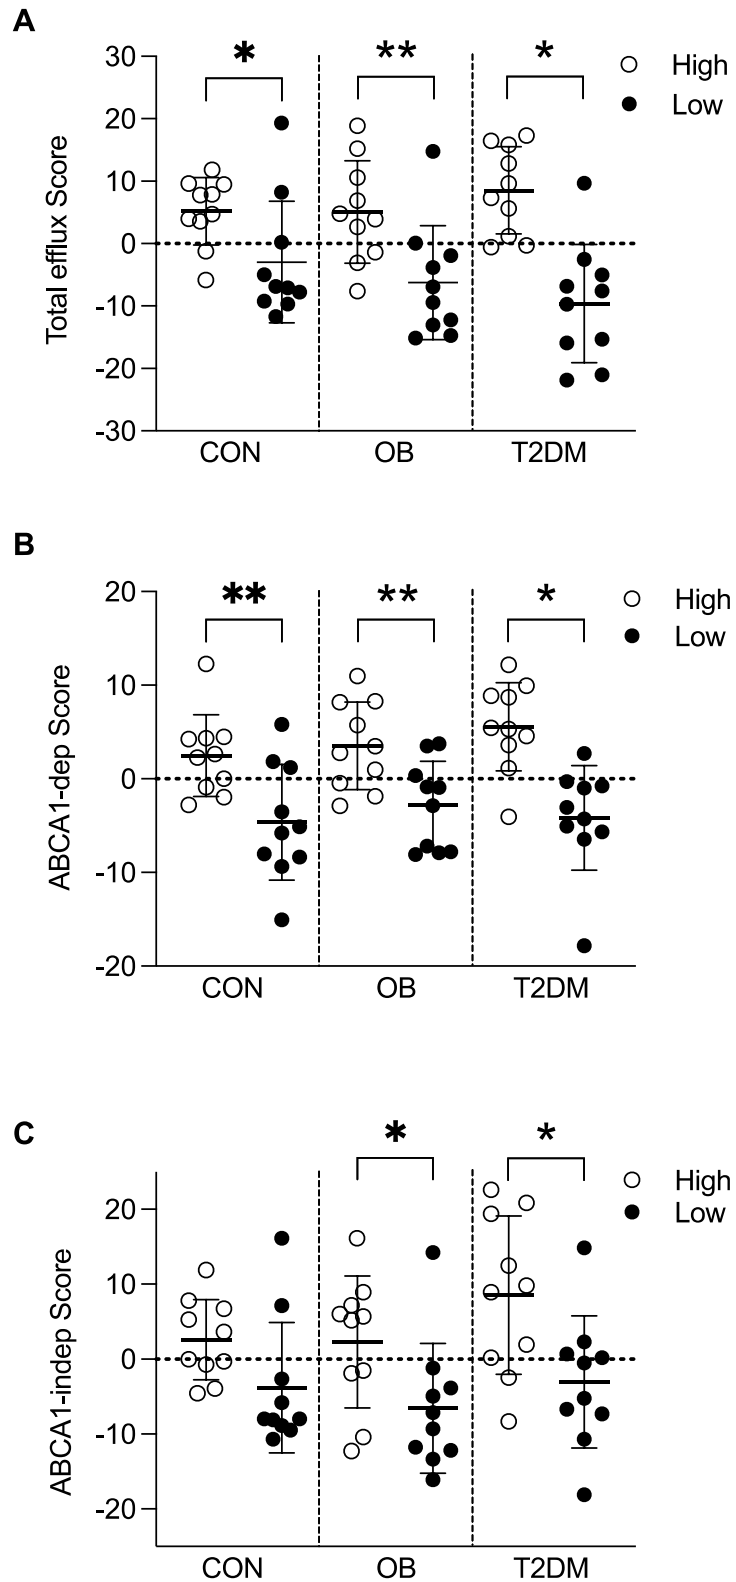 A
* ** *
High
Low
Total efflux Score
30
20
10
0
-10
-20
-30
CON OB T2DM
B
** ** *
High
Low
ABCA1-dep Score
20
10
0
-10
-20
CON OB T2DM
C
* *
High
Low
ABCA1-indep Score
20
10
0
-10
-20
CON OB T2DM